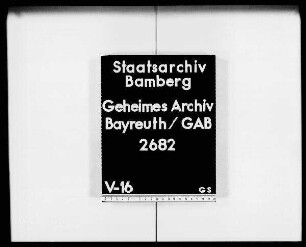 Staatsarchiv
Bamberg
Geheimes Archiv
Bayreuth / GAB
2682
V-16 GS